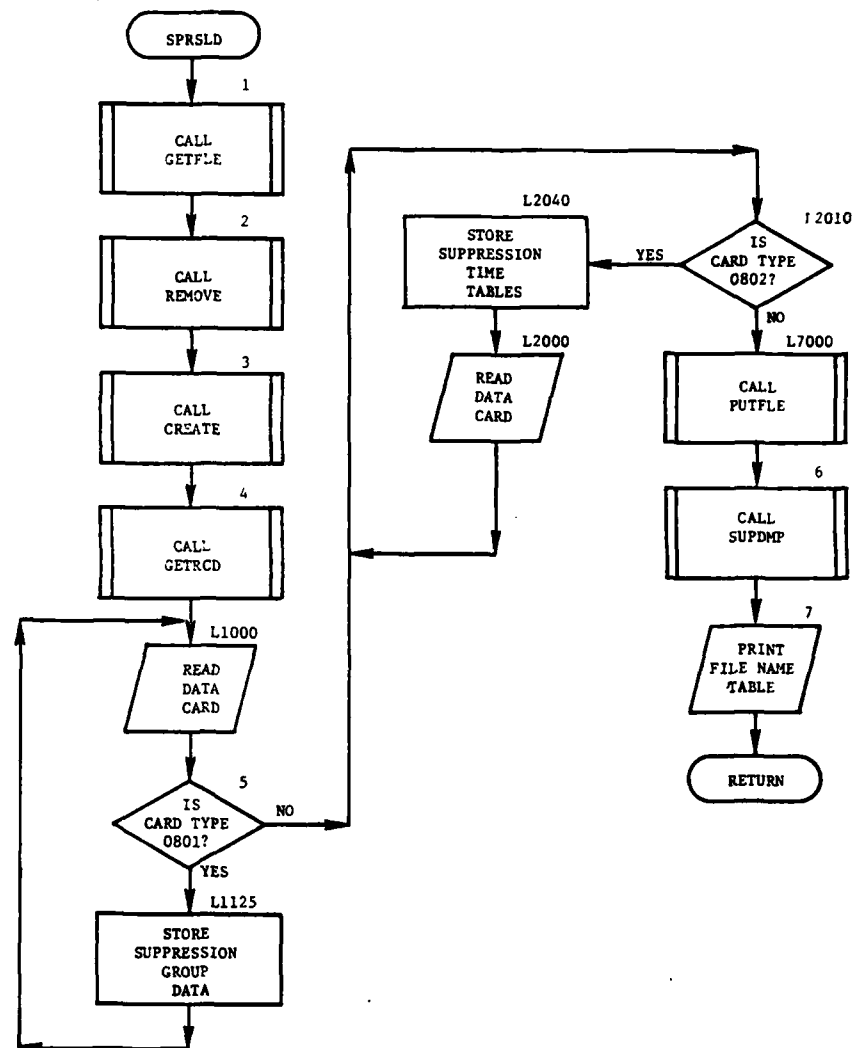 SPRSLD
1
CALL
GETFLE
2
CALL
REMOVE
3
CALL
CREATE
4
CALL
GETRCD
L1000
READ
DATA
CARD
5
IS
CARD TYPE
0801?
NO
YES
L1125
STORE
SUPPRESSION
GROUP
DATA
L2040
STORE
SUPPRESSION
TIME
TABLES
YES
L2000
READ
DATA
CARD
L2010
IS
CARD TYPE
0802?
NO
L7000
CALL
PUTFLE
6
CALL
SUPDMP
7
PRINT
FILE NAME
TABLE
RETURN